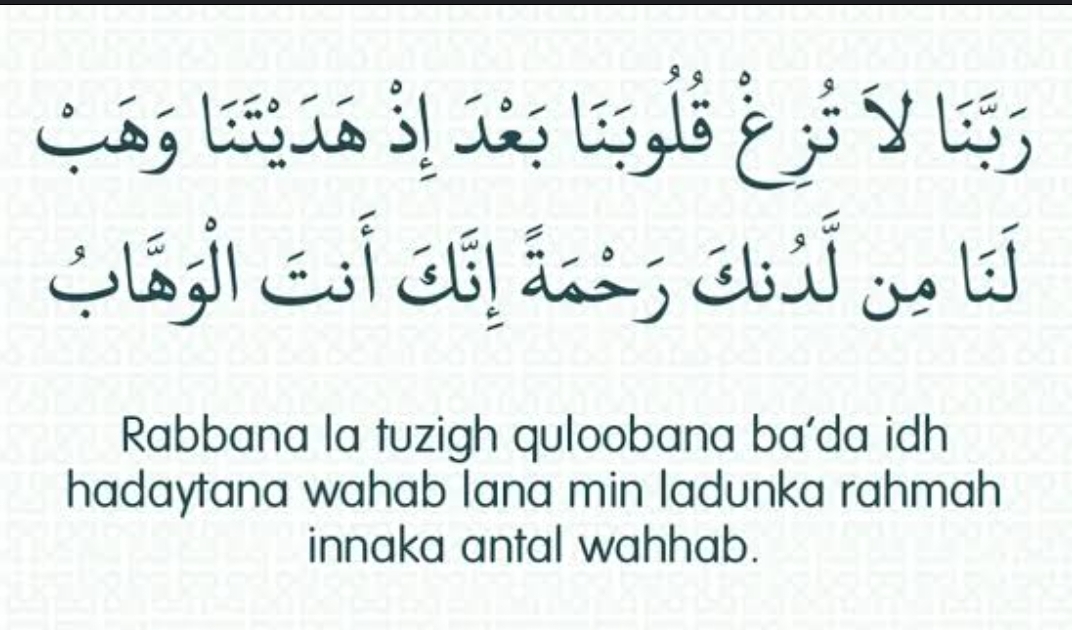 رَبَّنَا لاَ تُزِغْ قُلُوبَنَا بَعْدَ إِذْ هَدَيْتَنَا وَهَبْ
لَنَا مِن لَّدُنكَ رَحْمَةً إِنَّكَ أَنتَ الْوَهَّابُ
Rabbana la tuzigh quloobana ba’da idh
hadaytana wahab lana min ladunka rahmah
innaka antal wahhab.